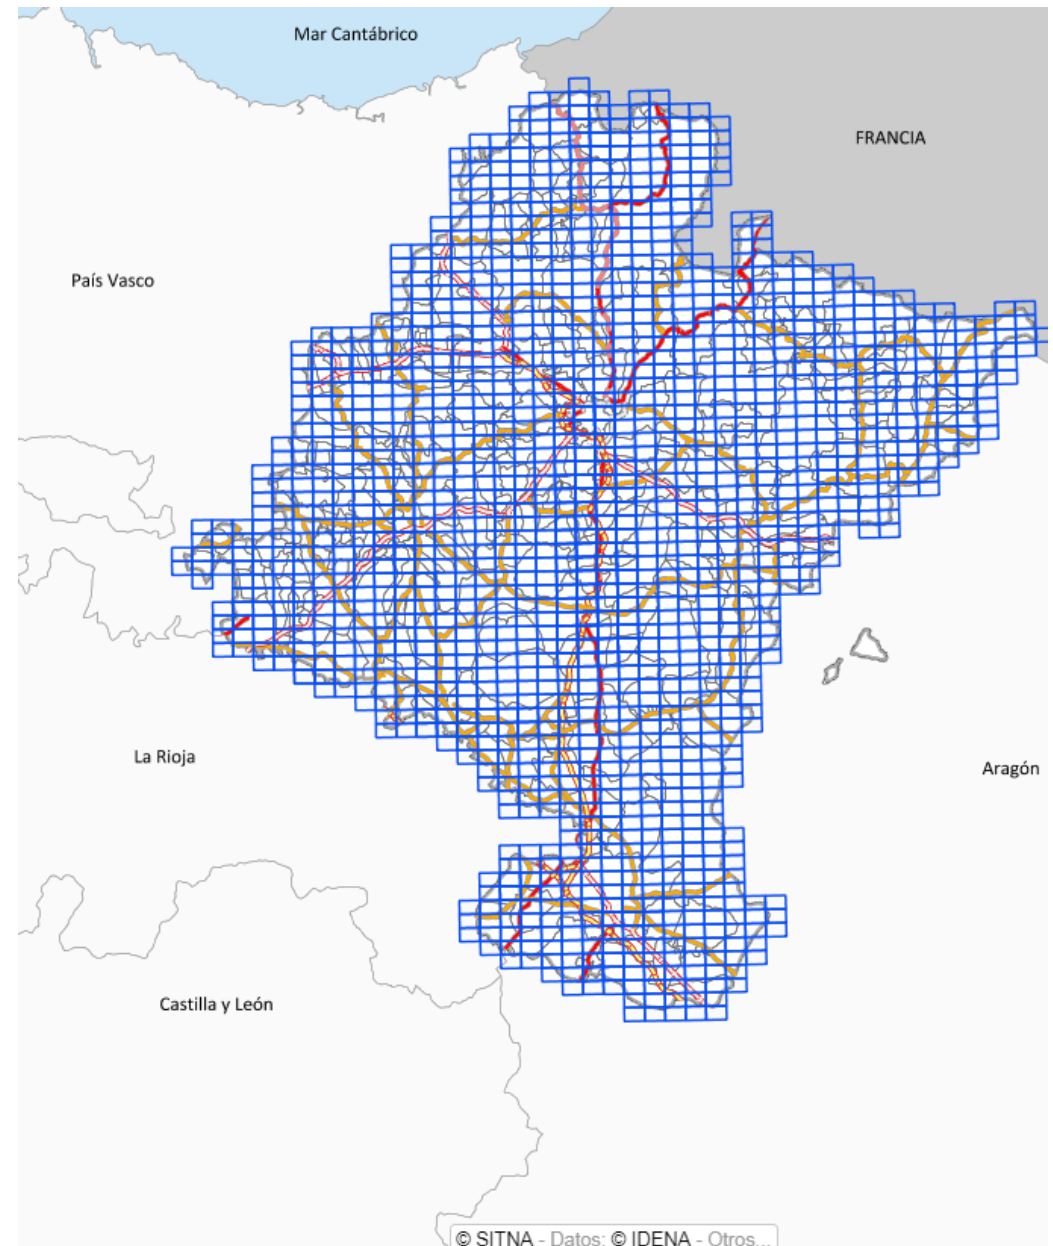 Mar Cantábrico
FRANCIA
País Vasco
La Rioja
Aragón
Castilla y León
© SITNA - Datos: © IDENA - Otros...